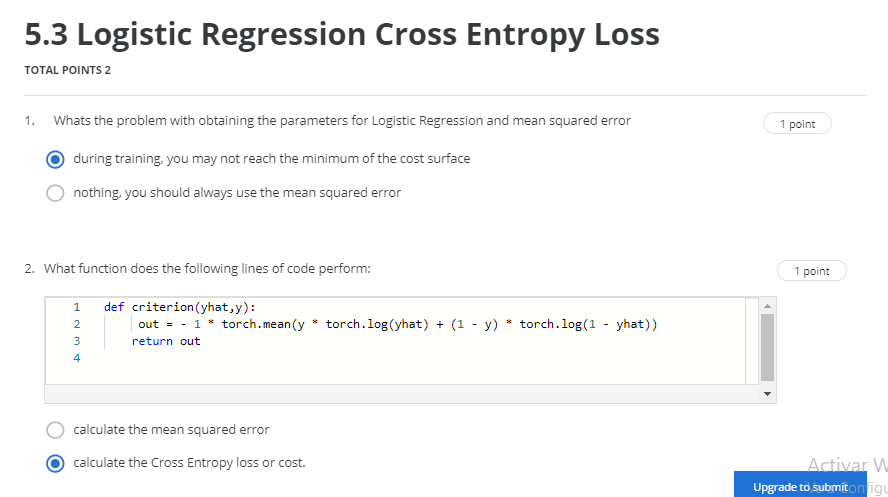 5.3 Logistic Regression Cross Entropy Loss
TOTAL POINTS 2
1. Whats the problem with obtaining the parameters for Logistic Regression and mean squared error
1 point
during training, you may not reach the minimum of the cost surface
nothing, you should always use the mean squared error
2. What function does the following lines of code perform:
1 point
1 def criterion(yhat,y):
2 out = - 1 * torch.mean(y * torch.log(yhat) + (1 - y) * torch.log(1 - yhat))
3 return out
4
calculate the mean squared error
calculate the Cross Entropy loss or cost.
Activar W
Upgrade to submit